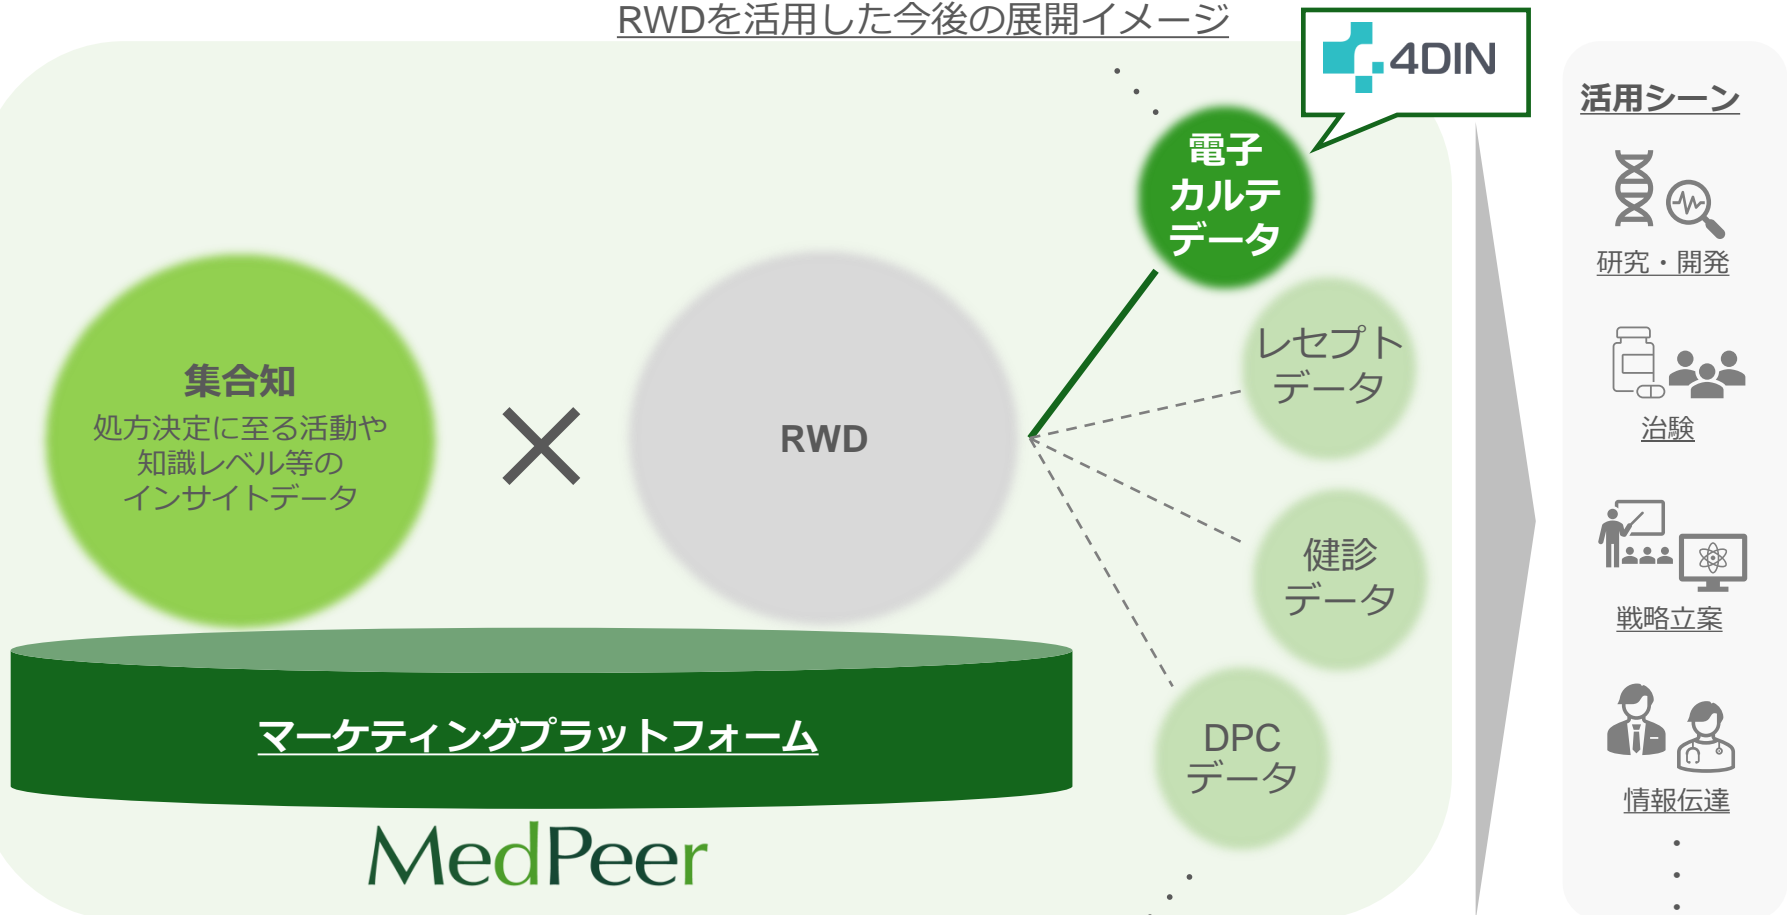 RWDを活用した今後の展開イメージ
4DIN
電子
カルテ
データ
レセプト
データ
健診
データ
DPC
データ
集合知
処方決定に至る活動や
知識レベル等の
インサイトデータ
×
RWD
マーケティングプラットフォーム
MedPeer
活用シーン
研究・開発
治験
戦略立案
情報伝達